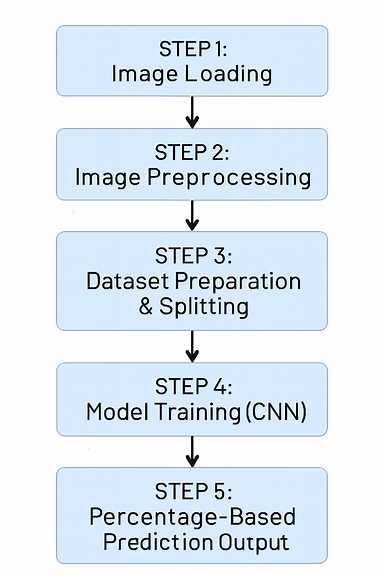 STEP 1:
Image Loading
STEP 2:
Image Preprocessing
STEP 3:
Dataset Preparation
& Splitting
STEP 4:
Model Training (CNN)
STEP 5:
Percentage-Based
Prediction Output